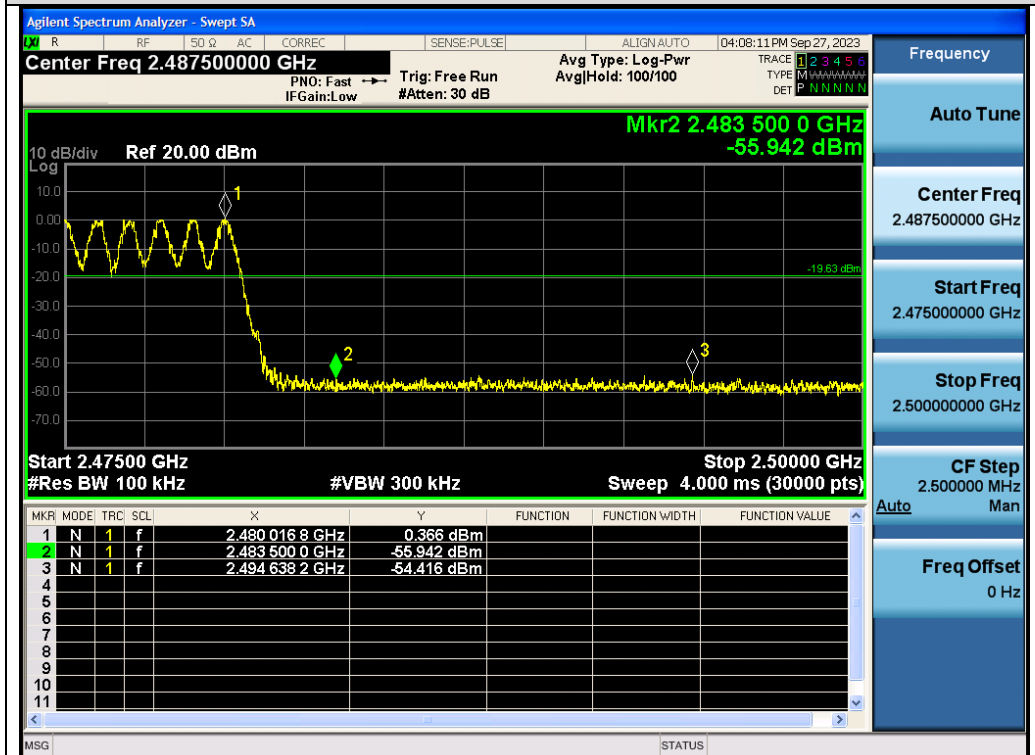 Agilent Spectrum Analyzer - Swept SA
LXI R RF 50 Ω AC CORREC SENSE:PULSE ALIGN AUTO 04:08:11 PM Sep 27, 2023
Center Freq 2.487500000 GHz
PNO: Fast
IFGain:Low
Trig: Free Run
#Atten: 30 dB
Avg Type: Log-Pwr
Avg|Hold: 100/100
TRACE 1 2 3 4 5 6
TYPE M
DET P N N N N N
Frequency
Auto Tune
Center Freq
2.487500000 GHz
Start Freq
2.475000000 GHz
Stop Freq
2.500000000 GHz
CF Step
2.500000 MHz
Auto Man
Freq Offset
0 Hz
Mkr2 2.483 500 0 GHz
-55.942 dBm
10 dB/div Ref 20.00 dBm
Log
10.0
0.00
-10.0
-20.0
-30.0
-40.0
-50.0
-60.0
-70.0
1
-19.63 dBm
2
3
Start 2.47500 GHz Stop 2.50000 GHz
#Res BW 100 kHz #VBW 300 kHz Sweep 4.000 ms (30000 pts)
MKR MODE TRC SCL X Y FUNCTION FUNCTION WIDTH FUNCTION VALUE
1 N 1 f 2.480 016 8 GHz 0.366 dBm
2 N 1 f 2.483 500 0 GHz -55.942 dBm
3 N 1 f 2.494 638 2 GHz -54.416 dBm
4
5
6
7
8
9
10
11
MSG STATUS